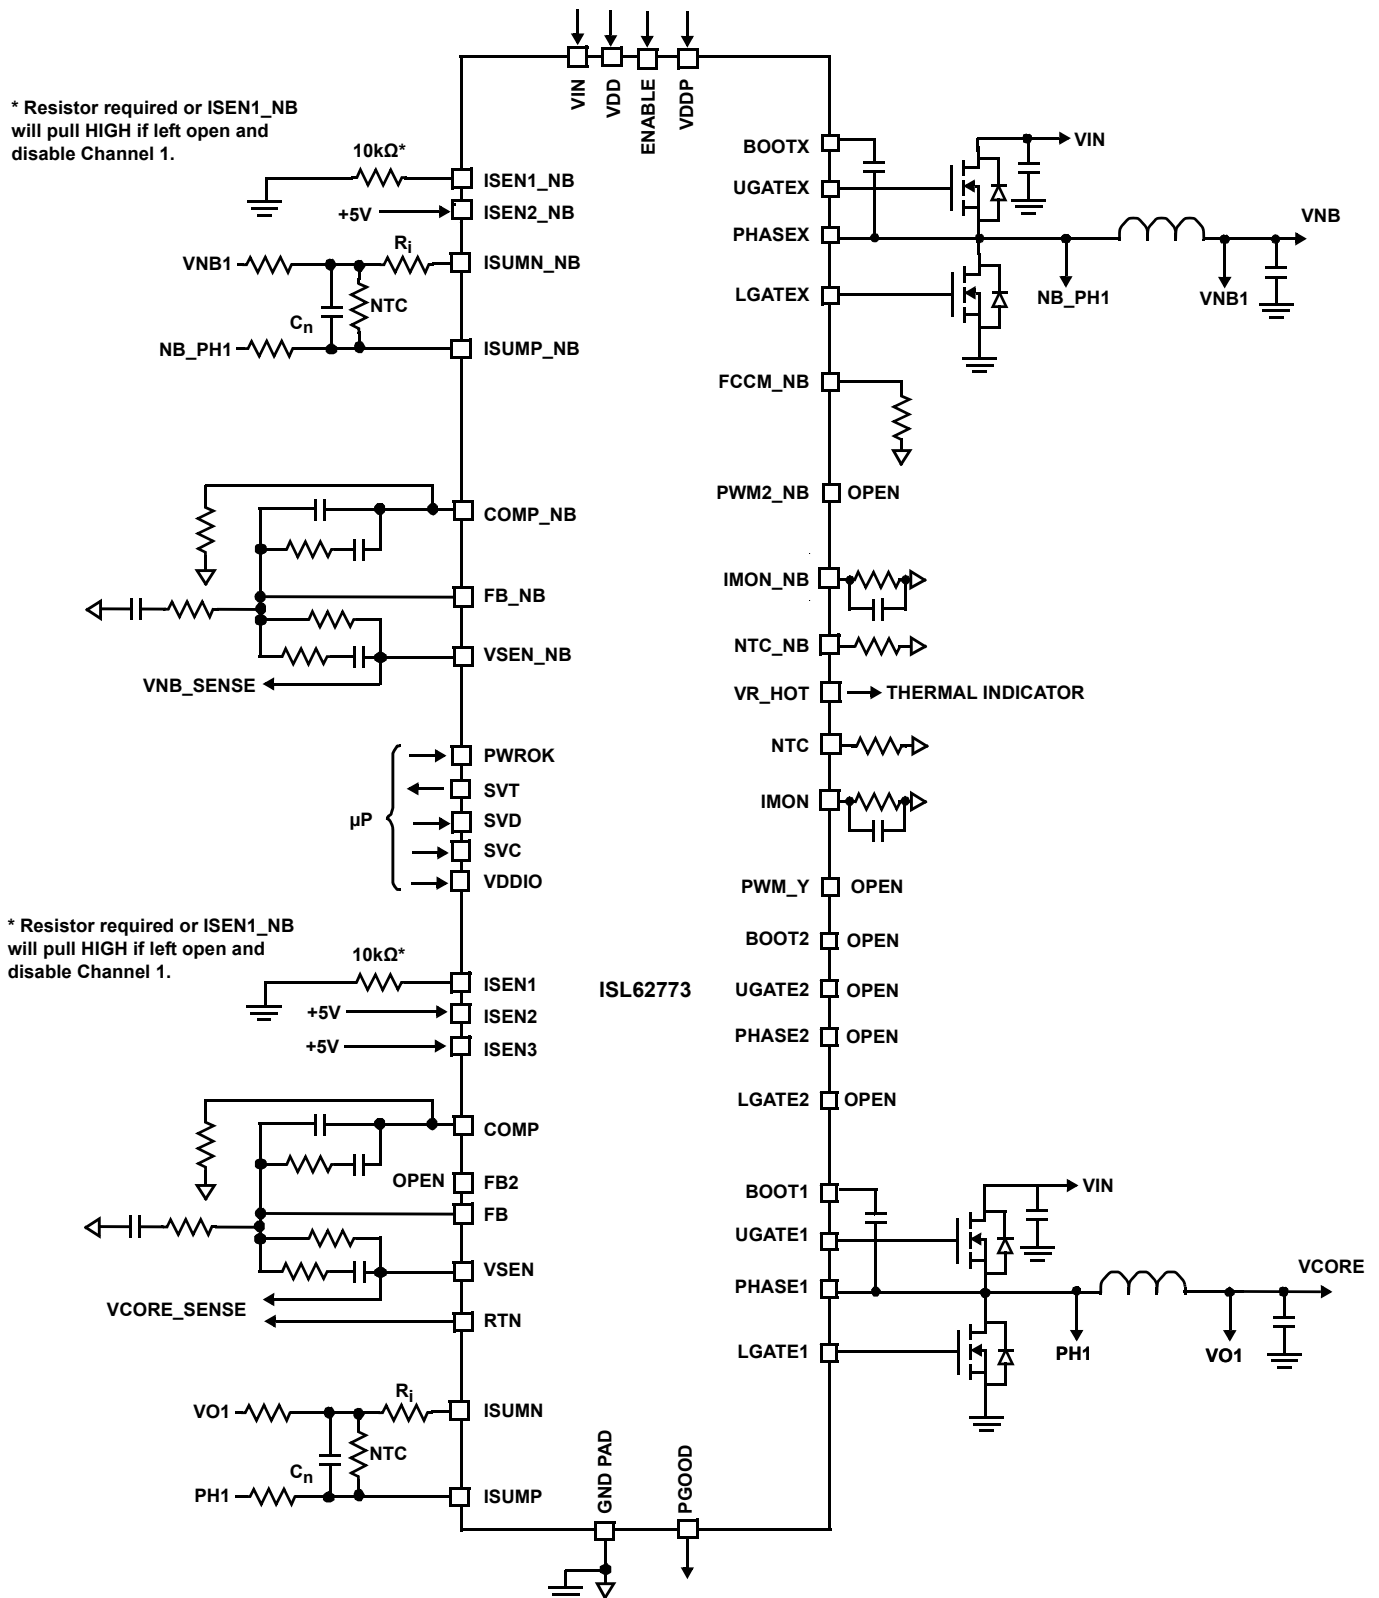 VIN
VDD
ENABLE
VDDP
* Resistor required or ISEN1_NB
will pull HIGH if left open and
disable Channel 1.
10kΩ*
ISEN1_NB
+5V
ISEN2_NB
VNB1
Ri
ISUMN_NB
NTC
Cn
NB_PH1
ISUMP_NB
COMP_NB
FB_NB
VSEN_NB
VNB_SENSE
µP
PWROK
SVT
SVD
SVC
VDDIO
* Resistor required or ISEN1_NB
will pull HIGH if left open and
disable Channel 1.
10kΩ*
ISEN1
+5V
ISEN2
+5V
ISEN3
COMP
OPEN
FB2
FB
VSEN
VCORE_SENSE
RTN
VO1
Ri
ISUMN
NTC
Cn
PH1
ISUMP
ISL62773
GND PAD
PGOOD
BOOTX
VIN
UGATEX
PHASEX
VNB
LGATEX
NB_PH1
VNB1
FCCM_NB
PWM2_NB
OPEN
IMON_NB
NTC_NB
VR_HOT
THERMAL INDICATOR
NTC
IMON
PWM_Y
OPEN
BOOT2
OPEN
UGATE2
OPEN
PHASE2
OPEN
LGATE2
OPEN
BOOT1
VIN
UGATE1
PHASE1
VCORE
LGATE1
PH1
VO1